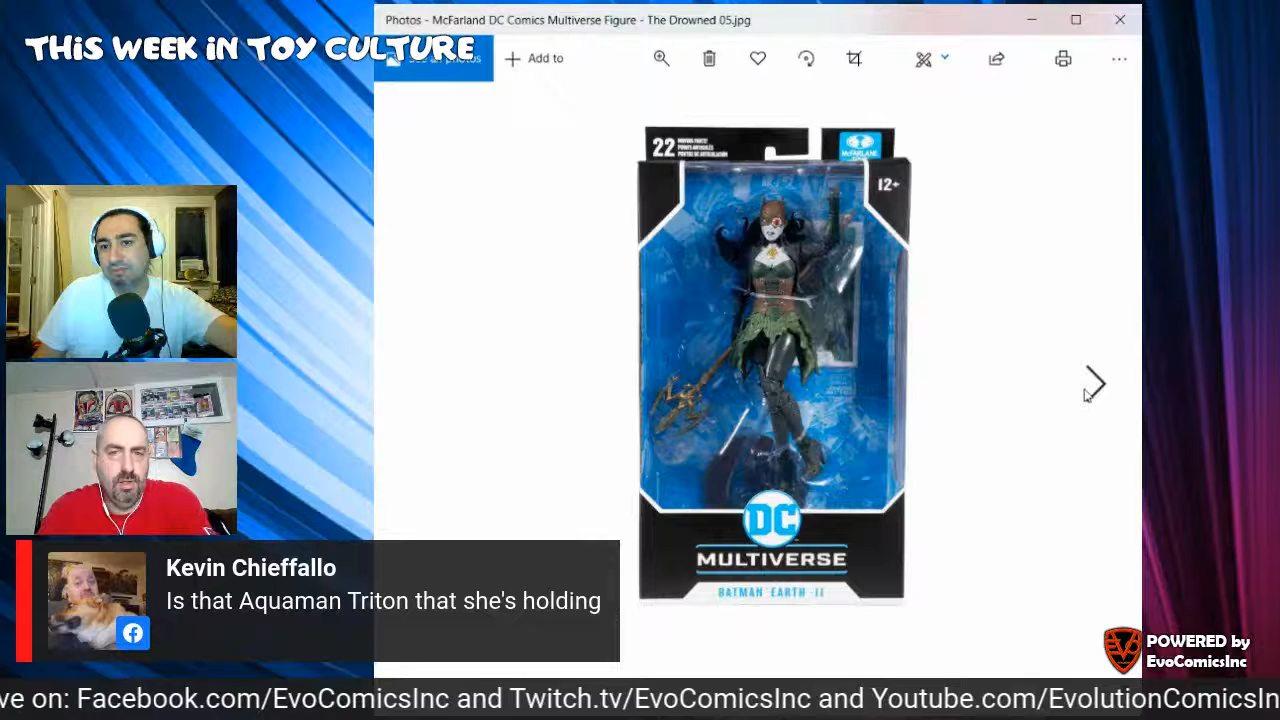 Photos - McFarland DC Comics Multiverse Figure - The Drowned 05.jpg
THiS WEEK iN TOY CULTURE
photos
Add to
22
McFARLANE
12+
DC
MULTIVERSE
BATMAN EARTH -11
Kevin Chieffallo
Is that Aquaman Triton that she's holding
POWERED by
EvoComicsInc
ve on: Facebook.com/EvoComicsInc and Twitch.tv/EvoComicsInc and Youtube.com/EvolutionComicsIn